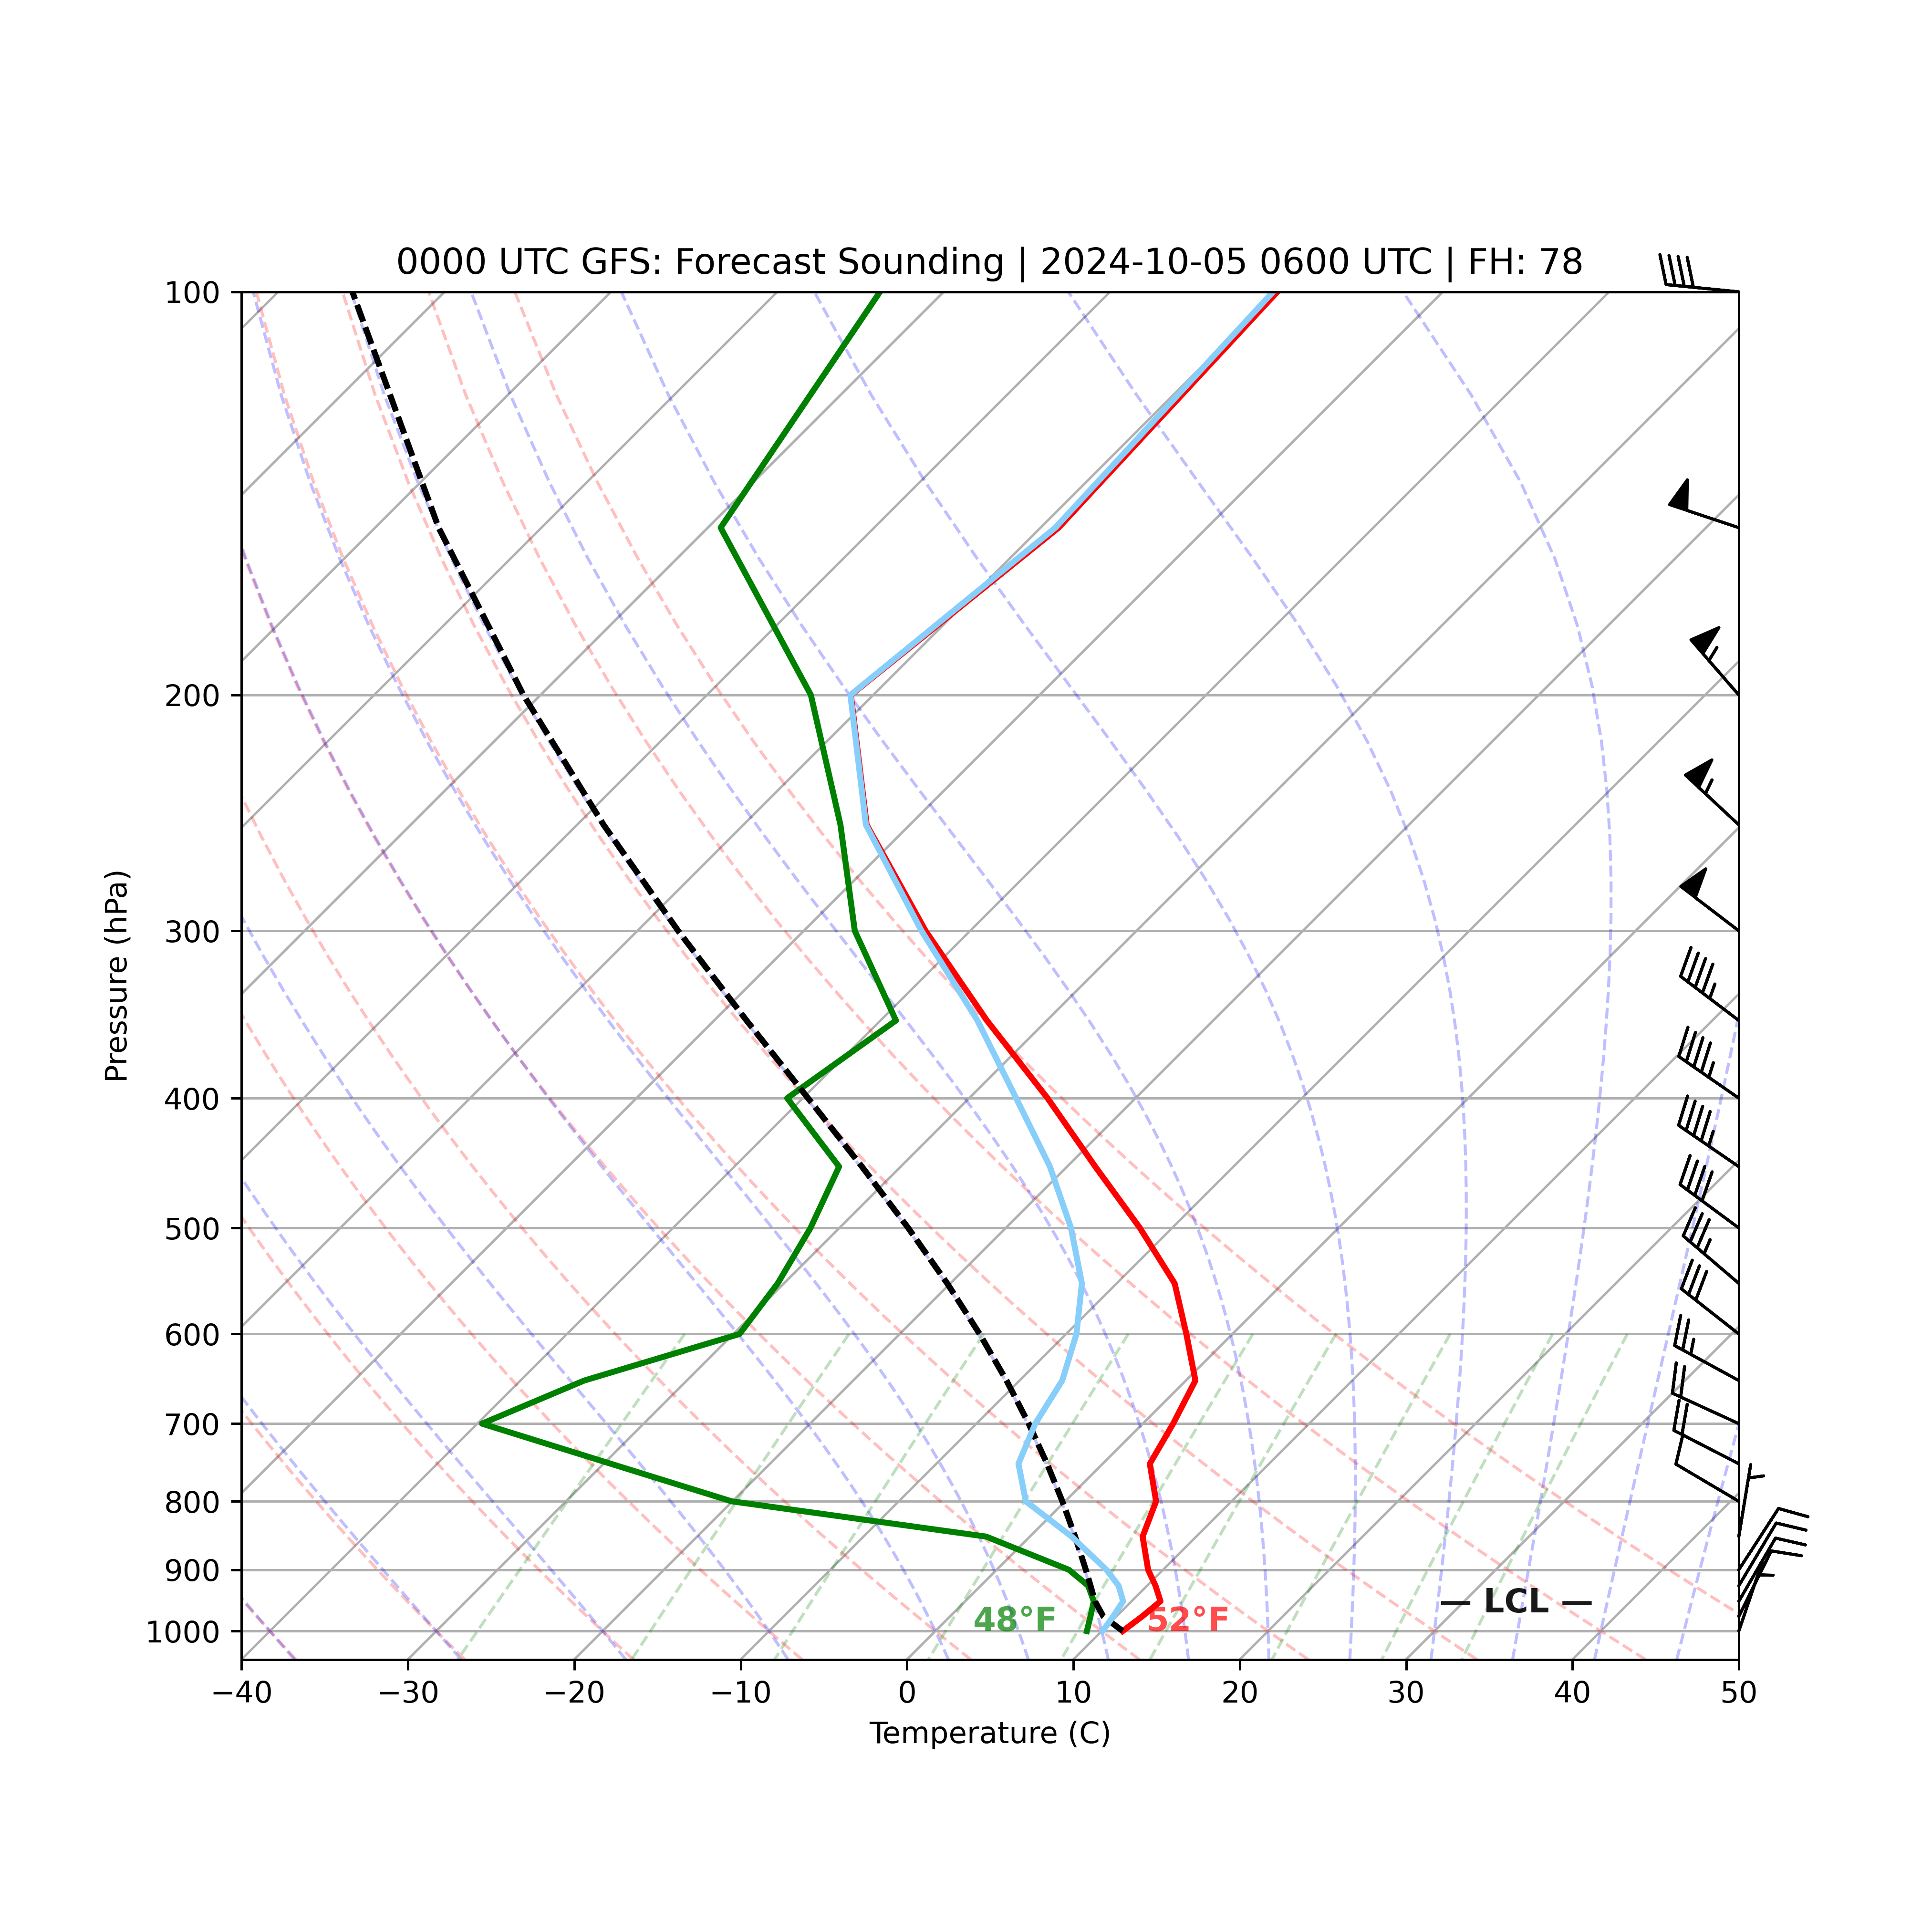 0000 UTC GFS: Forecast Sounding | 2024-10-05 0600 UTC | FH: 78
100
200
300
400
500
600
700
800
900
1000
Pressure (hPa)
48°F
52°F
— LCL —
−40 −30 −20 −10 0 10 20 30 40 50
Temperature (C)